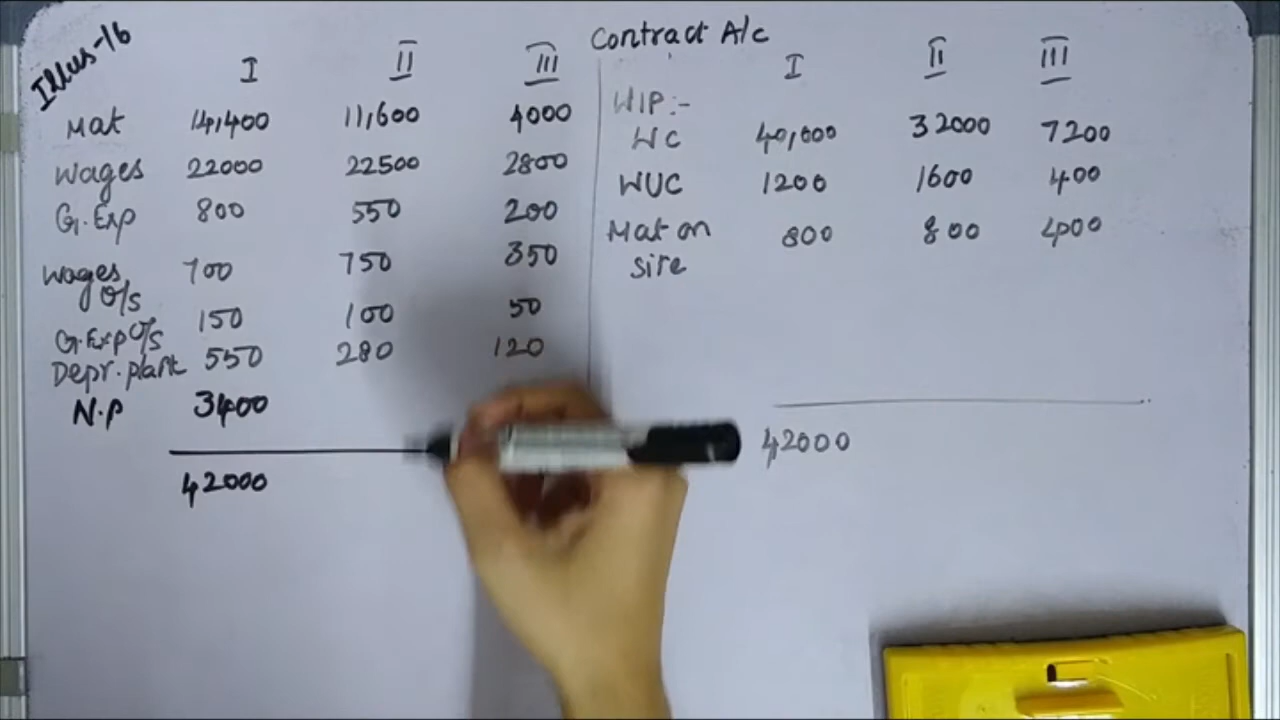 Illus-16
Contract A/c
I II III
Mat 14,400 11,600 4000
Wages 22000 22500 2800
G.Exp 800 550 200
Wages O/s 700 750 350
G.Exp O/s 150 100 50
Depr. plant 550 280 120
N.P 3400
42000
I II III
WIP:-
WC 40,000 32000 7200
WUC 1200 1600 400
Mat on site 800 800 400
42000